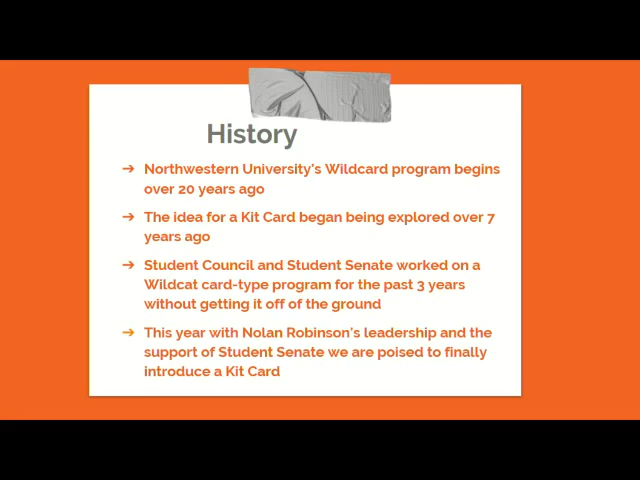 History
➔ Northwestern University's Wildcard program begins
over 20 years ago
➔ The idea for a Kit Card began being explored over 7
years ago
➔ Student Council and Student Senate worked on a
Wildcat card-type program for the past 3 years
without getting it off of the ground
➔ This year with Nolan Robinson's leadership and the
support of Student Senate we are poised to finally
introduce a Kit Card